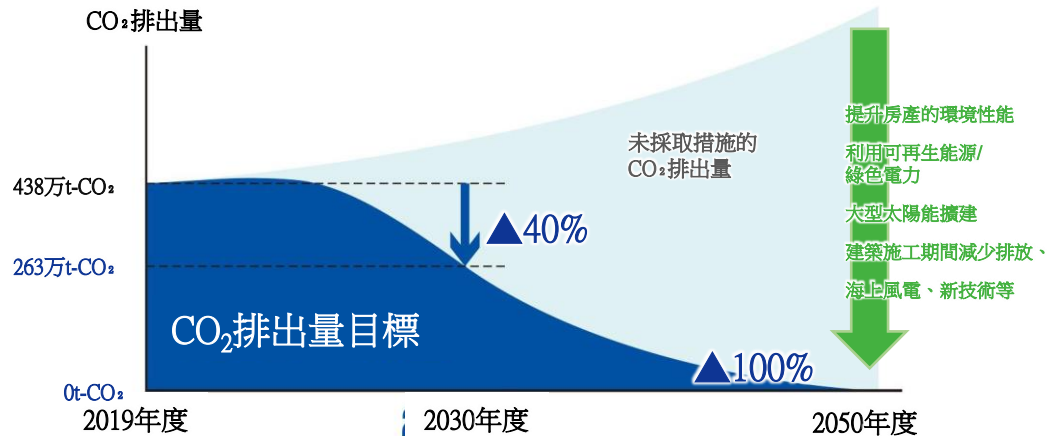 CO₂排出量
未採取措施的
CO₂排出量
提升房產的環境性能
利用可再生能源/
綠色電力
大型太陽能擴建
建築施工期間減少排放、
海上風電、新技術等
438万t-CO₂
▲40%
263万t-CO₂
CO₂排出量目標
▲100%
0t-CO₂
2019年度
2030年度
2050年度